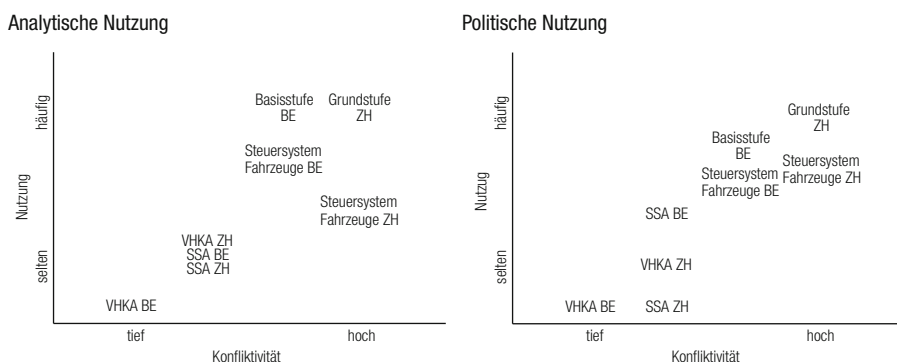 Analytische Nutzung
häufig
Nutzung
selten
Basisstufe
BE
Grundstufe
ZH
Steuersystem
Fahrzeuge BE
Steuersystem
Fahrzeuge ZH
VHKA ZH
SSA BE
SSA ZH
VHKA BE
tief
hoch
Konfliktivität
Politische Nutzung
häufig
Nutzug
selten
Grundstufe
ZH
Basisstufe
BE
Steuersystem
Fahrzeuge ZH
Steuersystem
Fahrzeuge BE
SSA BE
VHKA ZH
VHKA BE
SSA ZH
tief
hoch
Konfliktivität